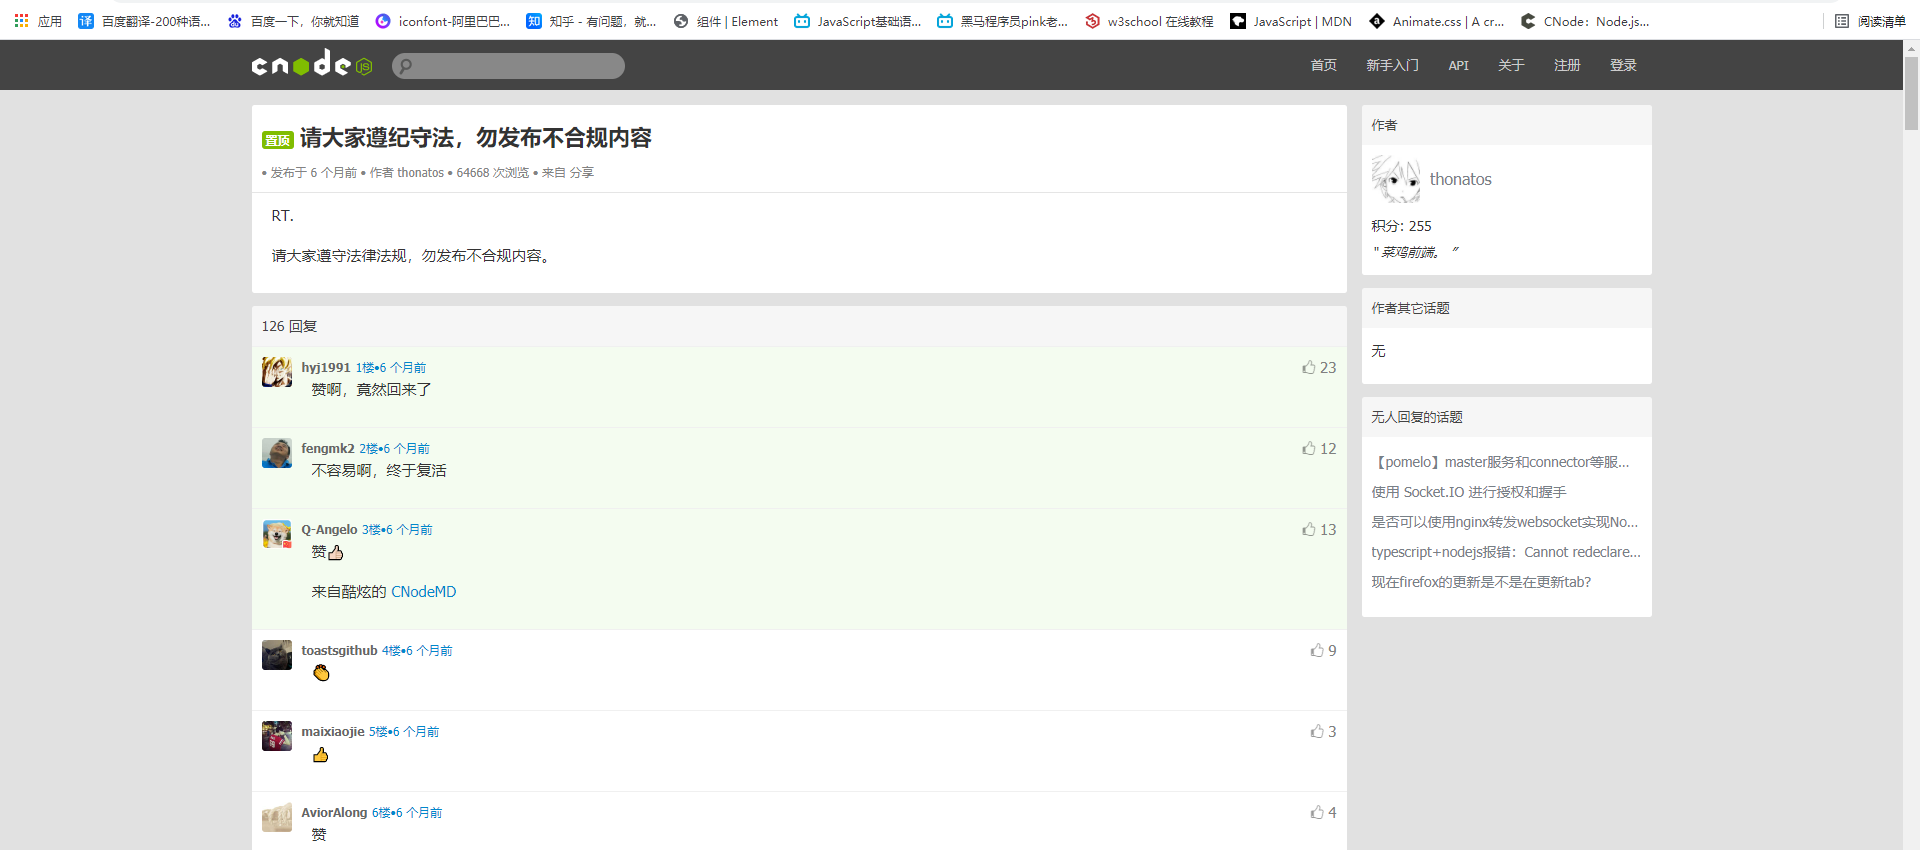 应用 百度翻译-200种语... 百度一下，你就知道 iconfont-阿里巴巴... 知乎 - 有问题，就... 组件 | Element JavaScript基础语... 黑马程序员pink老... w3school 在线教程 JavaScript | MDN Animate.css | A cr... CNode：Node.js... 阅读清单
cnode js 首页 新手入门 API 关于 注册 登录
置顶 请大家遵纪守法，勿发布不合规内容
• 发布于 6 个月前 • 作者 thonatos • 64668 次浏览 • 来自 分享
RT.
请大家遵守法律法规，勿发布不合规内容。
126 回复
hyj1991 1楼•6 个月前 23
赞啊，竟然回来了
fengmk2 2楼•6 个月前 12
不容易啊，终于复活
Q-Angelo 3楼•6 个月前 13
赞👍
来自酷炫的 CNodeMD
toastsgithub 4楼•6 个月前 9
👏
maixiaojie 5楼•6 个月前 3
👍
AviorAlong 6楼•6 个月前 4
赞
作者
thonatos
积分: 255
" 菜鸡前端。 "
作者其它话题
无
无人回复的话题
【pomelo】master服务和connector等服...
使用 Socket.IO 进行授权和握手
是否可以使用nginx转发websocket实现No...
typescript+nodejs报错：Cannot redeclare...
现在firefox的更新是不是在更新tab?